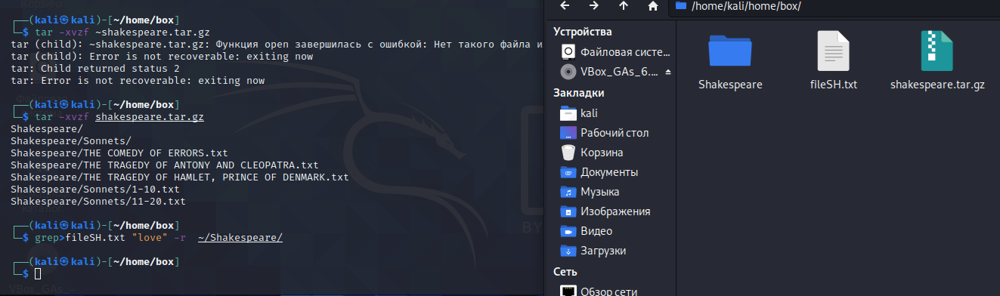 ┌──(kali㉿kali)-[~/home/box]
└─$ tar -xvzf ~shakespeare.tar.gz
tar (child): ~shakespeare.tar.gz: Функция open завершилась с ошибкой: Нет такого файла и
tar (child): Error is not recoverable: exiting now
tar: Child returned status 2
tar: Error is not recoverable: exiting now
┌──(kali㉿kali)-[~/home/box]
└─$ tar -xvzf shakespeare.tar.gz
Shakespeare/
Shakespeare/Sonnets/
Shakespeare/THE COMEDY OF ERRORS.txt
Shakespeare/THE TRAGEDY OF ANTONY AND CLEOPATRA.txt
Shakespeare/THE TRAGEDY OF HAMLET, PRINCE OF DENMARK.txt
Shakespeare/Sonnets/1-10.txt
Shakespeare/Sonnets/11-20.txt
┌──(kali㉿kali)-[~/home/box]
└─$ grep>fileSH.txt "love" -r  ~/Shakespeare/
┌──(kali㉿kali)-[~/home/box]
└─$
Корзина
VBox_GAs_-
BY
/home/kali/home/box/
Устройства
Файловая систе...
VBox_GAs_6....
Закладки
kali
Рабочий стол
Корзина
Документы
Музыка
Изображения
Видео
Загрузки
Сеть
Обзор сети
Shakespeare
fileSH.txt
shakespeare.tar.gz